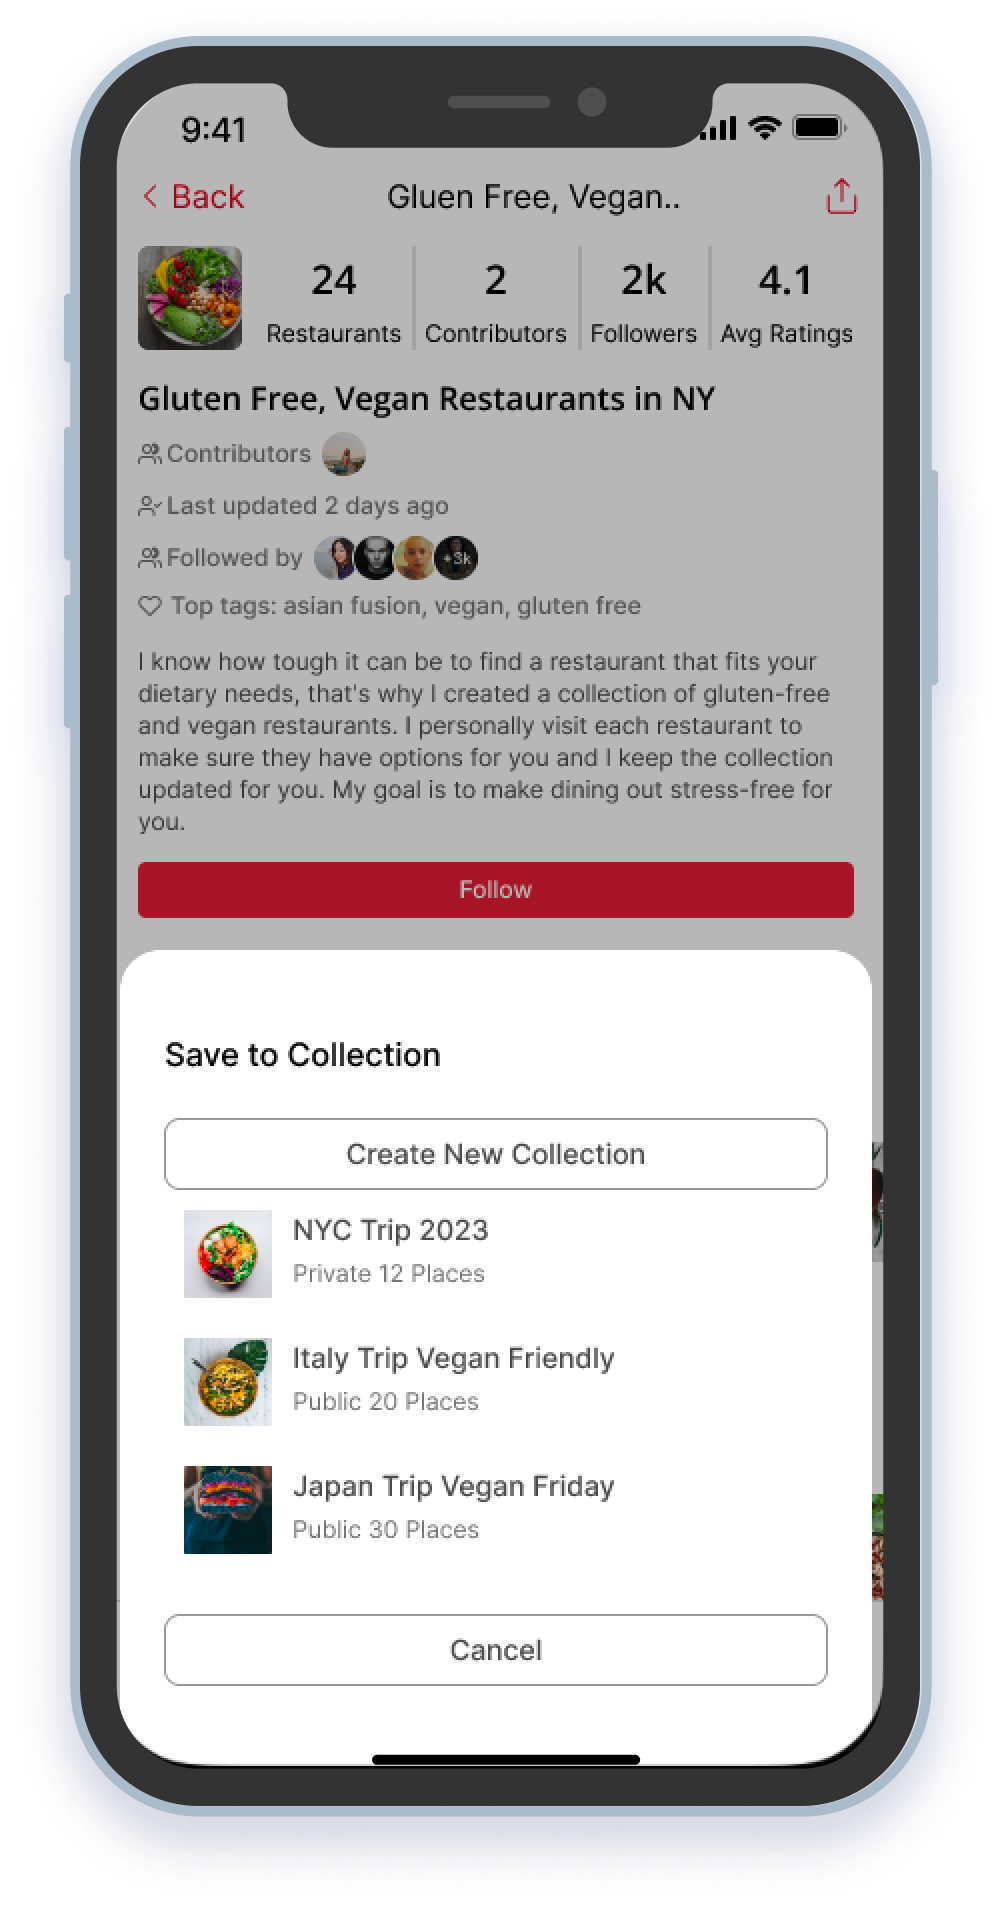 9:41
Back
Gluen Free, Vegan..
24
2
2k
4.1
Restaurants
Contributors
Followers
Avg Ratings
Gluten Free, Vegan Restaurants in NY
Contributors
Last updated 2 days ago
Followed by
+3k
Top tags: asian fusion, vegan, gluten free
I know how tough it can be to find a restaurant that fits your
dietary needs, that's why I created a collection of gluten-free
and vegan restaurants. I personally visit each restaurant to
make sure they have options for you and I keep the collection
updated for you. My goal is to make dining out stress-free for
you.
Follow
Save to Collection
Create New Collection
NYC Trip 2023
Private 12 Places
Italy Trip Vegan Friendly
Public 20 Places
Japan Trip Vegan Friday
Public 30 Places
Cancel